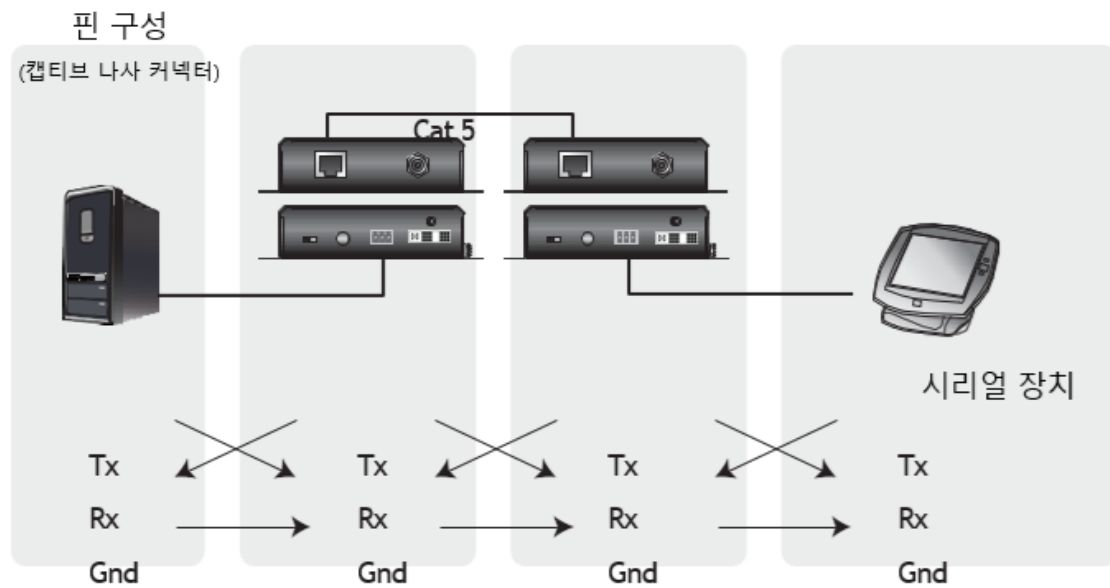 핀 구성
(캡티브 나사 커넥터)
Cat 5
시리얼 장치
Tx Tx Tx Tx
Rx Rx Rx Rx
Gnd Gnd Gnd Gnd